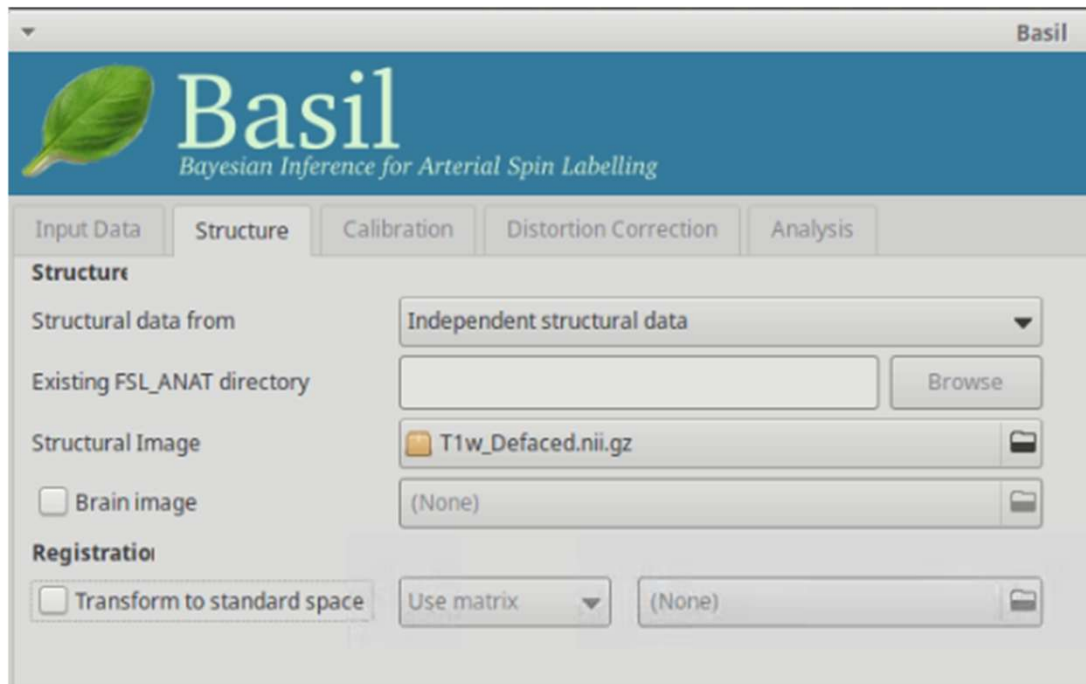 Basil
Basil
Bayesian Inference for Arterial Spin Labelling
Input Data Structure Calibration Distortion Correction Analysis
Structure
Structural data from Independent structural data
Existing FSL_ANAT directory Browse
Structural Image T1w_Defaced.nii.gz
Brain image (None)
Registratio
Transform to standard space Use matrix (None)